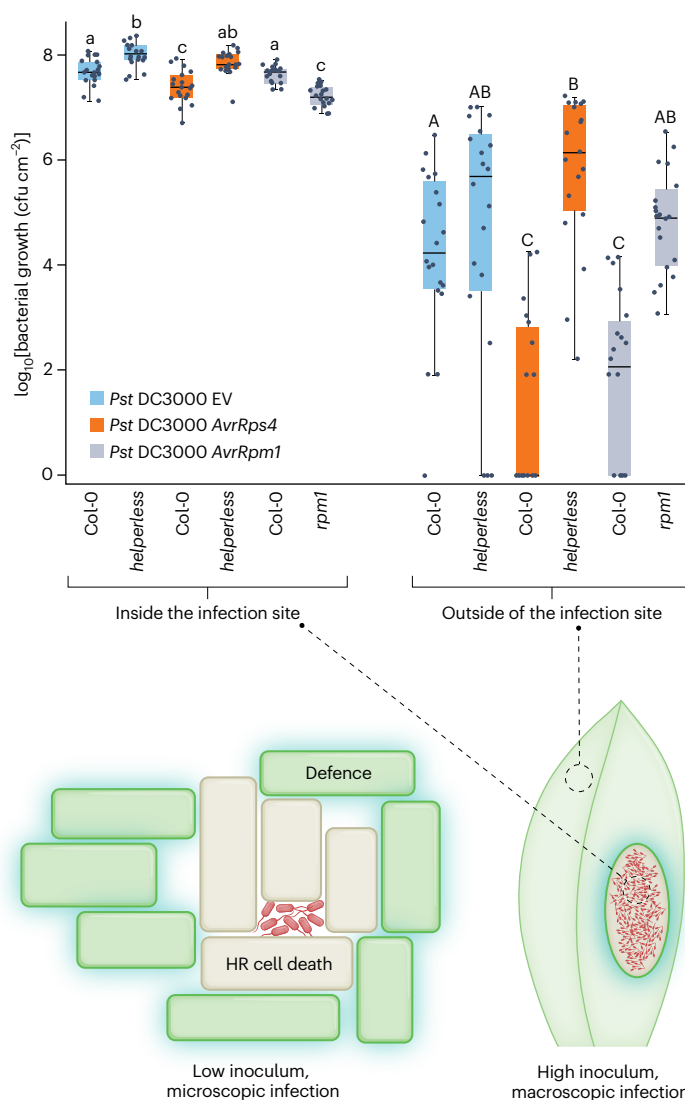 log10[bacterial growth (cfu cm−2)]
8
6
4
2
0
a
b
c
ab
a
c
A
AB
C
B
C
AB
Pst DC3000 EV
Pst DC3000 AvrRps4
Pst DC3000 AvrRpm1
Col-0
helperless
Col-0
helperless
Col-0
rpm1
Col-0
helperless
Col-0
helperless
Col-0
rpm1
Inside the infection site
Outside of the infection site
Defence
HR cell death
Low inoculum,
microscopic infection
High inoculum,
macroscopic infection